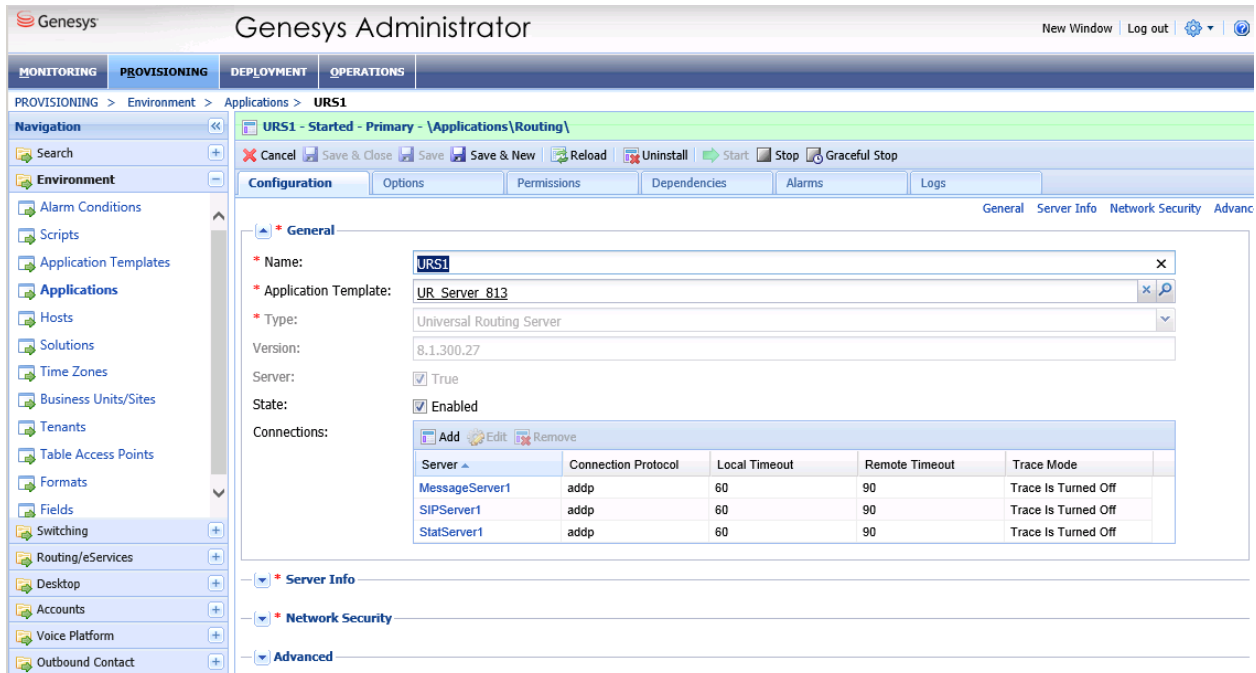 Genesys
Genesys Administrator
New Window Log out
MONITORING PROVISIONING DEPLOYMENT OPERATIONS
PROVISIONING > Environment > Applications > URS1
Navigation
URS1 - Started - Primary - \Applications\Routing\
Search
Cancel Save & Close Save Save & New Reload Uninstall Start Stop Graceful Stop
Environment
Configuration Options Permissions Dependencies Alarms Logs
Alarm Conditions
Scripts
Application Templates
Applications
Hosts
Solutions
Time Zones
Business Units/Sites
Tenants
Table Access Points
Formats
Fields
Switching
Routing/eServices
Desktop
Accounts
Voice Platform
Outbound Contact
General Server Info Network Security Advanc
* General
* Name: URS1
* Application Template: UR_Server_813
* Type: Universal Routing Server
Version: 8.1.300.27
Server: True
State: Enabled
Connections:
Add Edit Remove
Server Connection Protocol Local Timeout Remote Timeout Trace Mode
MessageServer1 addp 60 90 Trace Is Turned Off
SIPServer1 addp 60 90 Trace Is Turned Off
StatServer1 addp 60 90 Trace Is Turned Off
* Server Info
* Network Security
Advanced